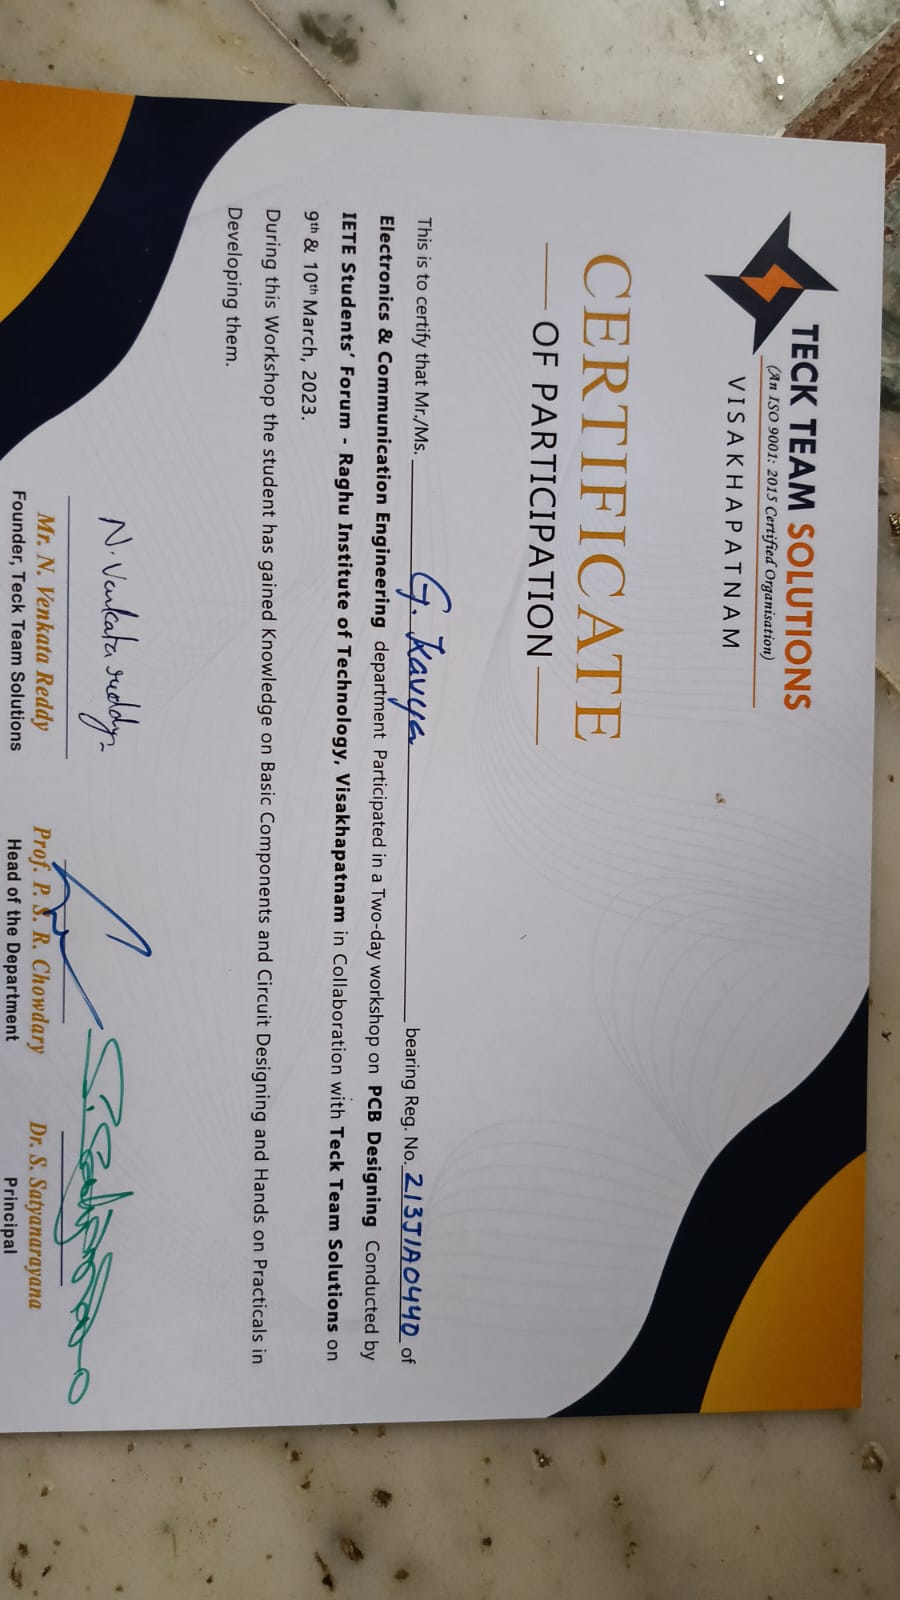 TECK TEAM SOLUTIONS
(An ISO 9001: 2015 Certified Organisation)
VISAKHAPATNAM
CERTIFICATE
OF PARTICIPATION
This is to certify that Mr./Ms. G. Kavya bearing Reg. No. 213J1A0440 of
Electronics & Communication Engineering department Participated in a Two-day workshop on PCB Designing Conducted by
IETE Students' Forum - Raghu Institute of Technology, Visakhapatnam in Collaboration with Teck Team Solutions on
9th & 10th March, 2023.
During this Workshop the student has gained Knowledge on Basic Components and Circuit Designing and Hands on Practicals in
Developing them.
N. Venkata reddy
Mr. N. Venkata Reddy Prof. P. S. R. Chowdary Dr. S. Satyanarayana
Founder, Teck Team Solutions Head of the Department Principal